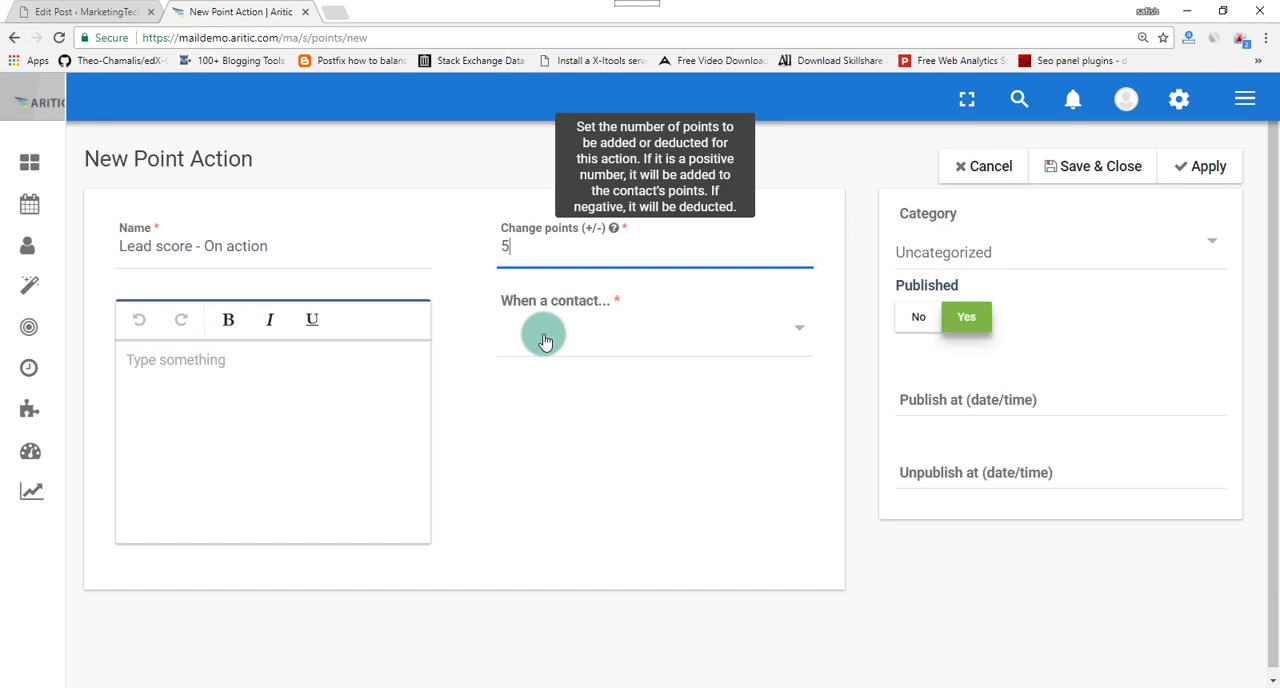 Edit Post ‹ MarketingTec
New Point Action | Aritic
satish
Secure
https://maildemo.aritic.com/ma/s/points/new
Apps
Theo-Chamalis/edX-
100+ Blogging Tools
Postfix how to balanc
Stack Exchange Data
Install a X-Itools serve
Free Video Download
Download Skillshare
Free Web Analytics S
Seo panel plugins - d
»
ARITIC
Set the number of points to
be added or deducted for
this action. If it is a positive
number, it will be added to
the contact's points. If
negative, it will be deducted.
New Point Action
Cancel
Save & Close
Apply
Name *
Lead score - On action
Change points (+/-) *
5
When a contact... *
B I U
Type something
Category
Uncategorized
Published
No
Yes
Publish at (date/time)
Unpublish at (date/time)